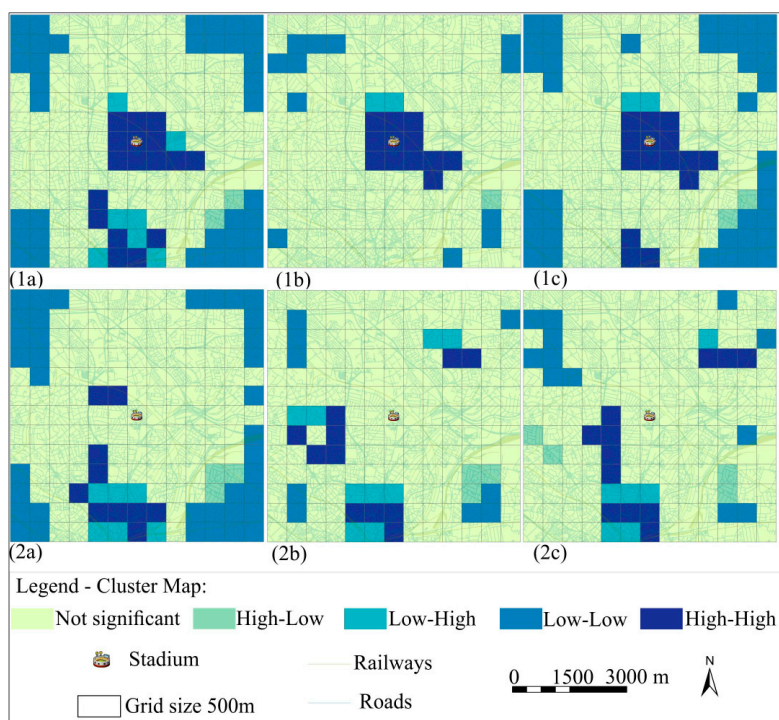 (1a) (1b) (1c)
(2a) (2b) (2c)
Legend - Cluster Map:
Not significant High-Low Low-High Low-Low High-High
Stadium Railways 0 1500 3000 m N
Grid size 500m Roads